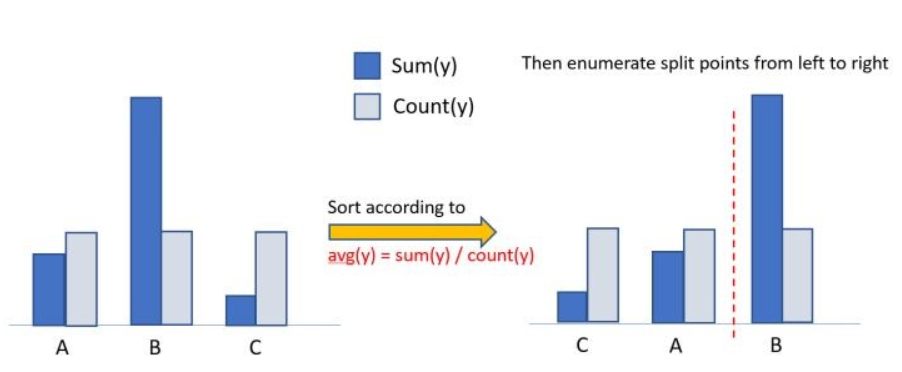 Sum(y)
Count(y)
Then enumerate split points from left to right
Sort according to
avg(y) = sum(y) / count(y)
A
B
C
C
A
B